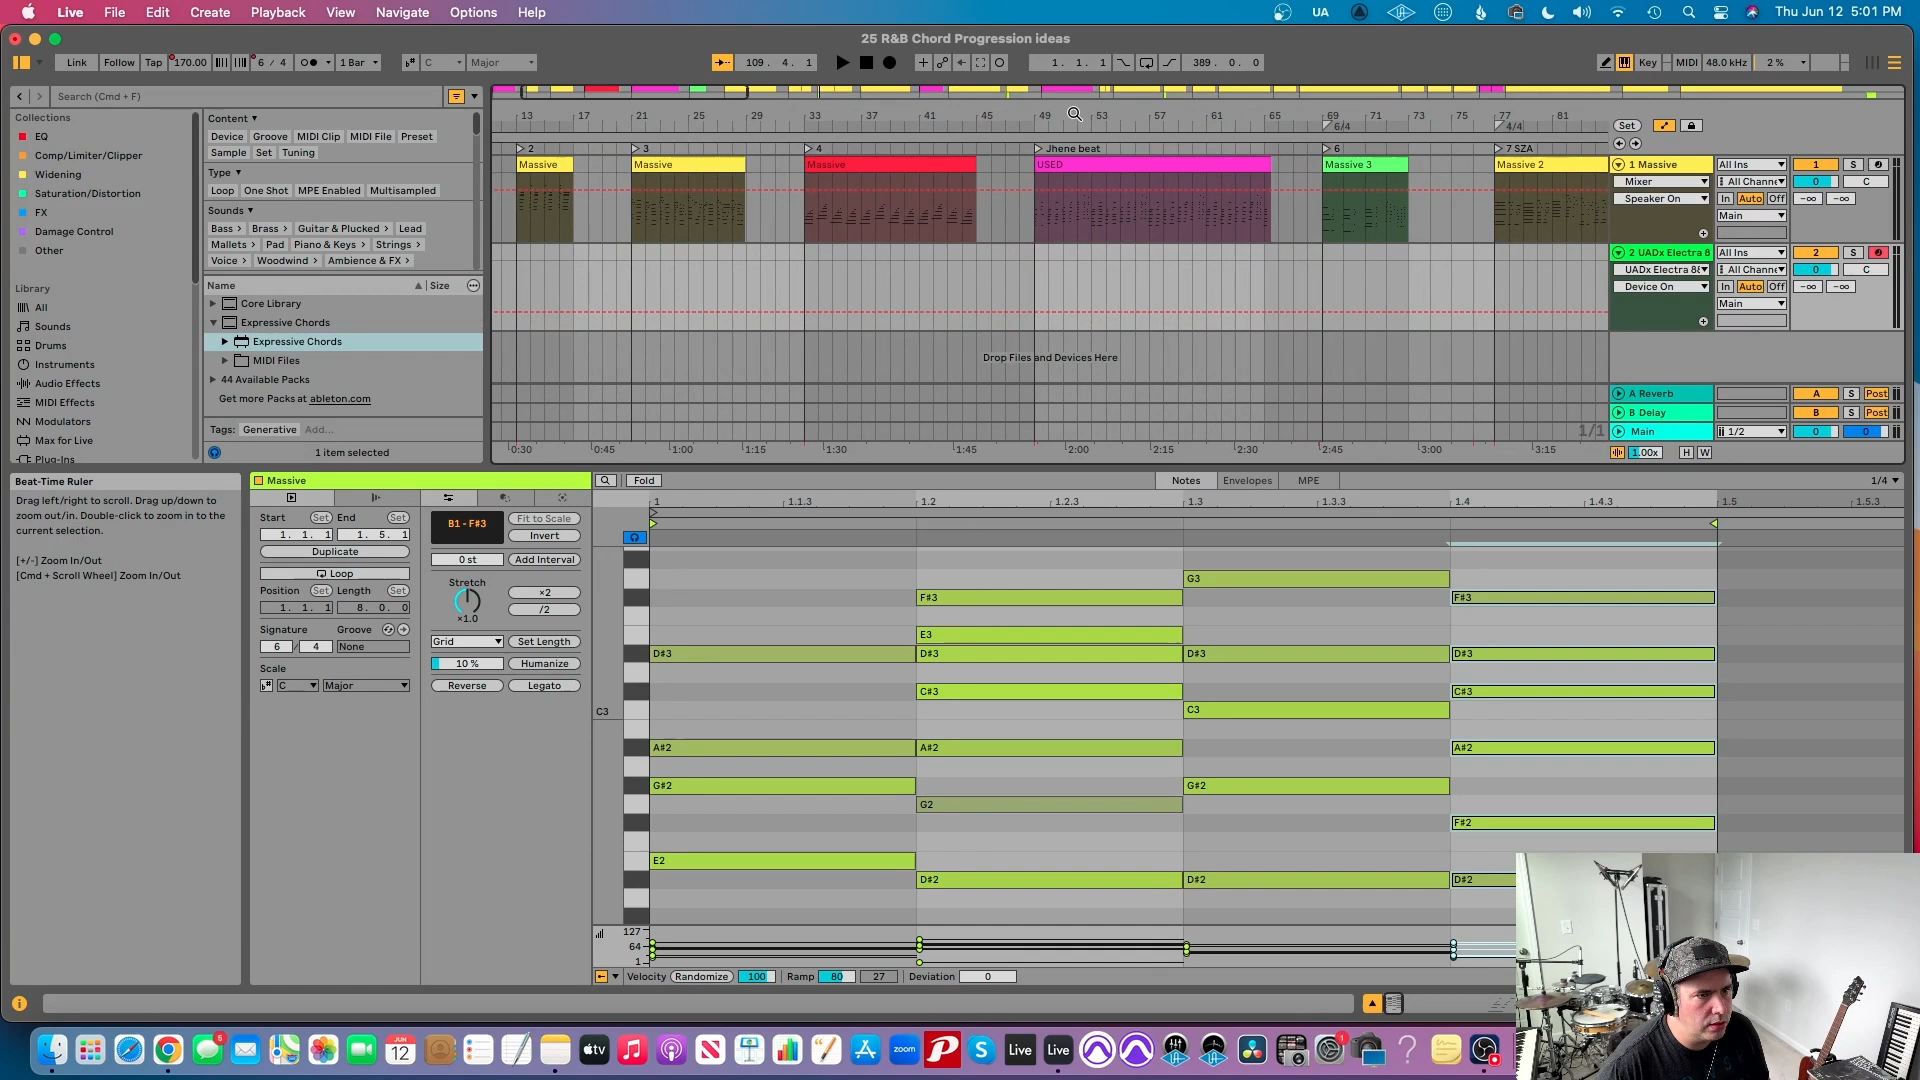 Live File Edit Create Playback View Navigate Options Help
UA Thu Jun 12 5:01 PM
25 R&B Chord Progression ideas
Link Follow Tap 170.00 6 / 4 1 Bar C Major 109. 4. 1 1. 1. 1 389. 0. 0 Key MIDI 48.0 kHz 2 %
Search (Cmd + F)
Collections
EQ
Comp/Limiter/Clipper
Widening
Saturation/Distortion
FX
Damage Control
Other
Library
All
Sounds
Drums
Instruments
Audio Effects
MIDI Effects
Modulators
Max for Live
Plug-Ins
Content
Device Groove MIDI Clip MIDI File Preset
Sample Set Tuning
Type
Loop One Shot MPE Enabled Multisampled
Sounds
Bass > Brass > Guitar & Plucked > Lead
Mallets > Pad Piano & Keys > Strings >
Voice > Woodwind > Ambience & FX >
Name Size
Core Library
Expressive Chords
Expressive Chords
MIDI Files
44 Available Packs
Get more Packs at ableton.com
Tags: Generative Add...
1 item selected
13 17 21 25 29 33 37 41 45 49 53 57 61 65 69 73 75 77 81
6/4 4/4
2 3 4 Jhene beat 6 7 SZA
Massive Massive Massive USED Massive 3 Massive 2
Drop Files and Devices Here
1/1
0:30 0:45 1:00 1:15 1:30 1:45 2:00 2:15 2:30 2:45 3:00 3:15
Set
1 Massive All Ins 1 S
Mixer All Channe 0 C
Speaker On In Auto Off -∞ -∞
Main
2 UADx Electra 8 All Ins 2 S
UADx Electra 88 All Channe 0 C
Device On In Auto Off -∞ -∞
Main
A Reverb A S Post
B Delay B S Post
Main 1/2 0 0
1.00x H W
Beat-Time Ruler
Drag left/right to scroll. Drag up/down to
zoom out/in. Double-click to zoom in to the
current selection.
[+/-] Zoom In/Out
[Cmd + Scroll Wheel] Zoom In/Out
Massive
Start Set End Set
1. 1. 1 1. 5. 1
Duplicate
Loop
Position Set Length Set
1. 1. 1 8. 0. 0
Signature Groove
6 / 4 None
Scale
C Major
B1 - F#3 Fit to Scale
Invert
0 st Add Interval
Stretch
×2
/2
×1.0
Grid Set Length
10 % Humanize
Reverse Legato
Fold Notes Envelopes MPE 1/4
1 1.1.3 1.2 1.2.3 1.3 1.3.3 1.4 1.4.3 1.5 1.5.3
G3
F#3 F#3
E3
D#3 D#3 D#3 D#3
C#3 C#3
C3 C3
A#2 A#2 A#2
G#2 G#2
G2
F#2
E2
D#2 D#2 D#2
127
64
1
Velocity Randomize 100 Ramp 80 27 Deviation 0
JUN
12
tv
zoom
Live
Live